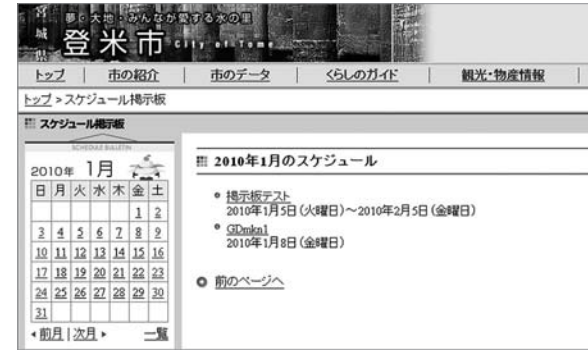 宮城県
夢・大地・みんなが愛する水の里
登米市 City of Tome
トップ | 市の紹介 | 市のデータ | くらしのガイド | 観光・物産情報 |
トップ > スケジュール掲示板
スケジュール掲示板
SCHEDULE BULLETIN
2010年 1月
日 月 火 水 木 金 土
1 2
3 4 5 6 7 8 9
10 11 12 13 14 15 16
17 18 19 20 21 22 23
24 25 26 27 28 29 30
31
前月 | 次月 一覧
2010年1月のスケジュール
掲示板テスト
2010年1月5日(火曜日)～2010年2月5日(金曜日)
GDmkn1
2010年1月8日(金曜日)
前のページへ